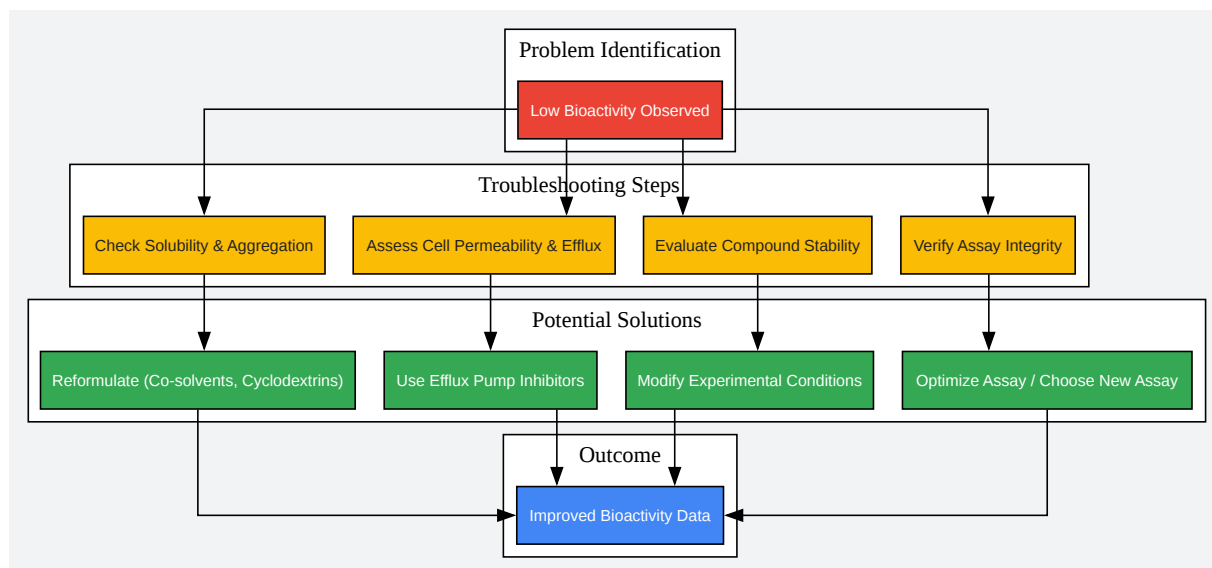 Problem Identification
Low Bioactivity Observed
Troubleshooting Steps
Check Solubility & Aggregation
Assess Cell Permeability & Efflux
Evaluate Compound Stability
Verify Assay Integrity
Potential Solutions
Reformulate (Co-solvents, Cyclodextrins)
Use Efflux Pump Inhibitors
Modify Experimental Conditions
Optimize Assay / Choose New Assay
Outcome
Improved Bioactivity Data